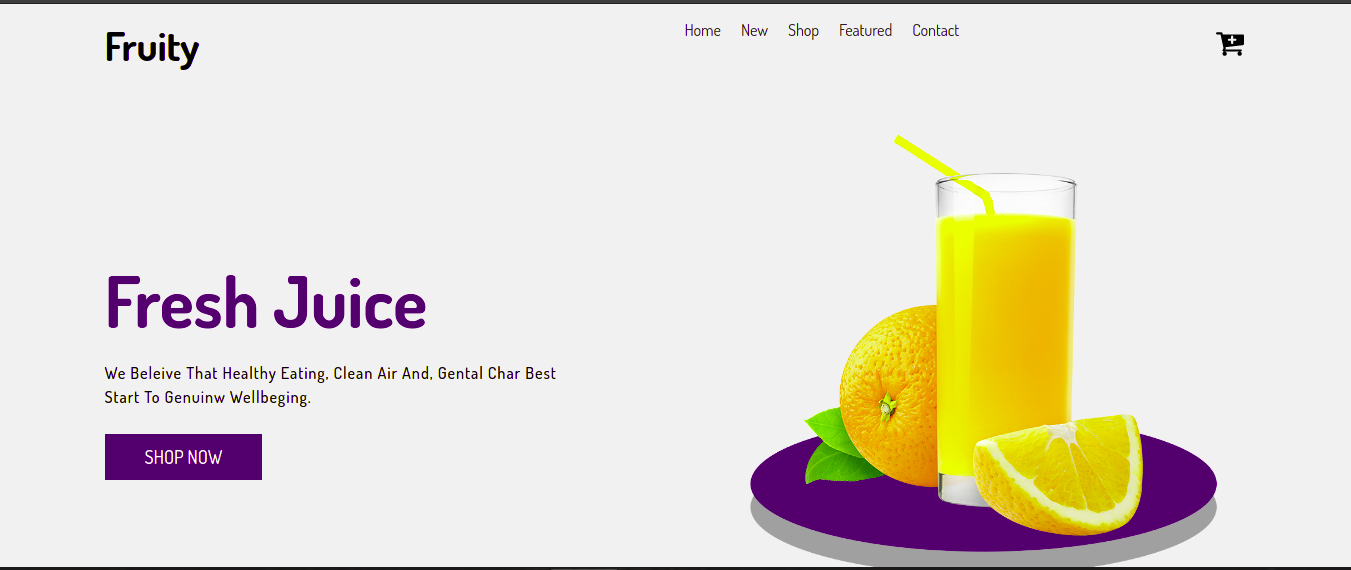 Fruity
Home New Shop Featured Contact
Fresh Juice
We Beleive That Healthy Eating, Clean Air And, Gental Char Best
Start To Genuinw Wellbeging.
SHOP NOW